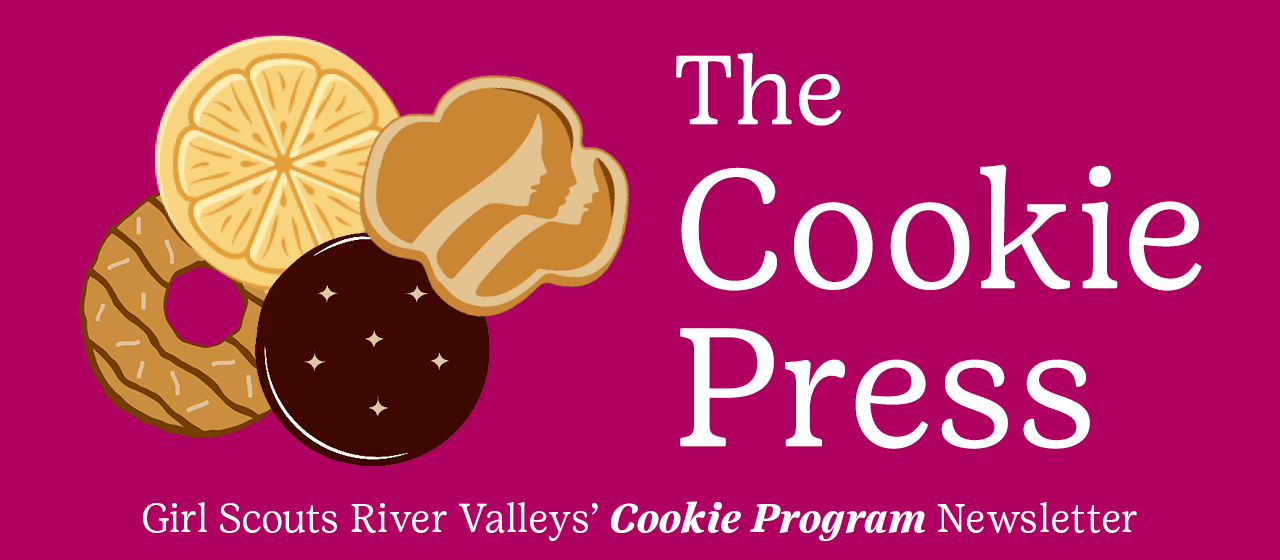 The
Cookie
Press
Girl Scouts River Valleys’ Cookie Program Newsletter